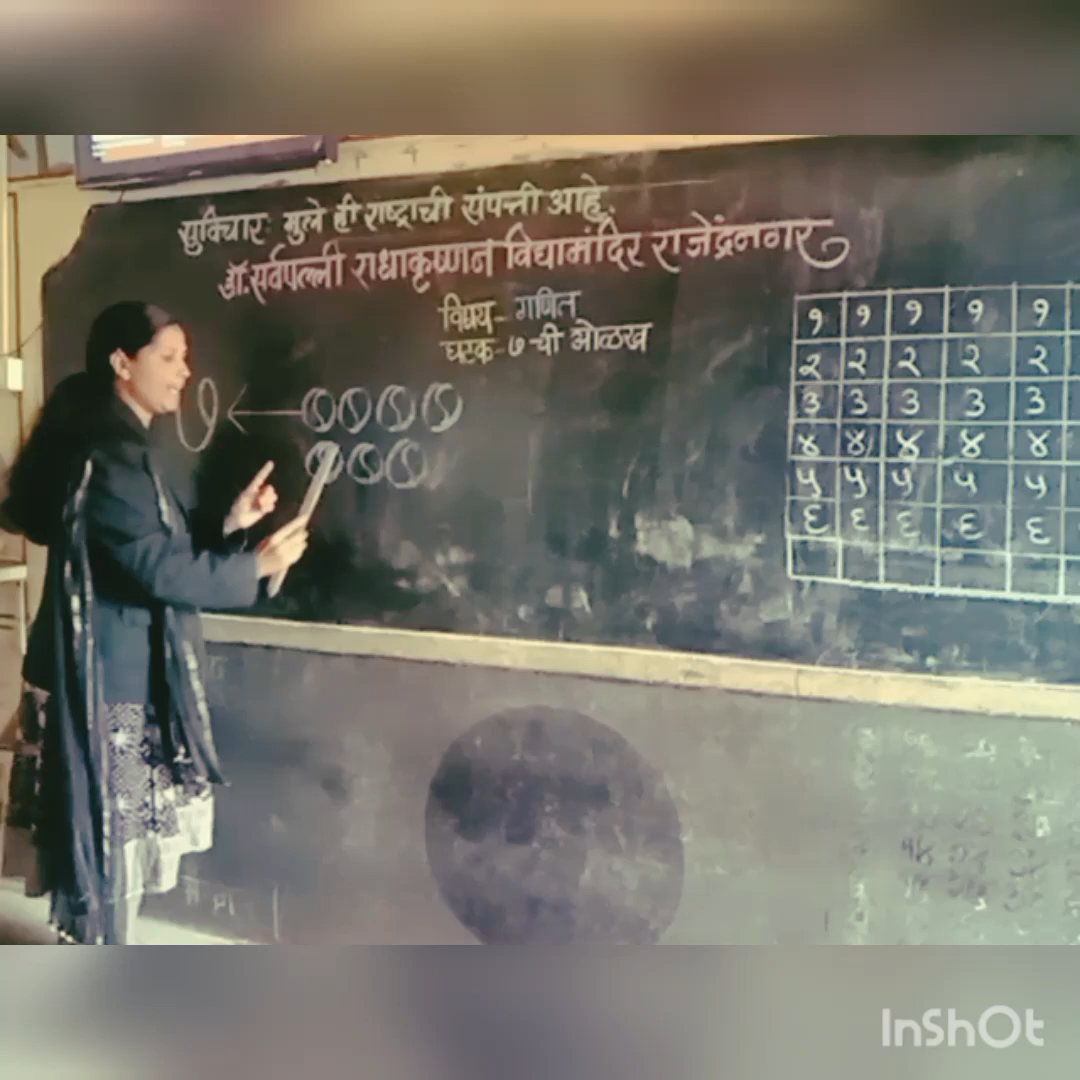 सुविचार: मुले ही राष्ट्राची संपत्ती आहे.
डॉ. सर्वपल्ली राधाकृष्णन विद्यामंदिर राजेंद्रनगर
विषय - गणित
घटक - ७ ची ओळख
७
१ १ १ १ १
२ २ २ २ २
३ ३ ३ ३ ३
४ ४ ४ ४ ४
५ ५ ५ ५ ५
६ ६ ६ ६ ६
InShOt